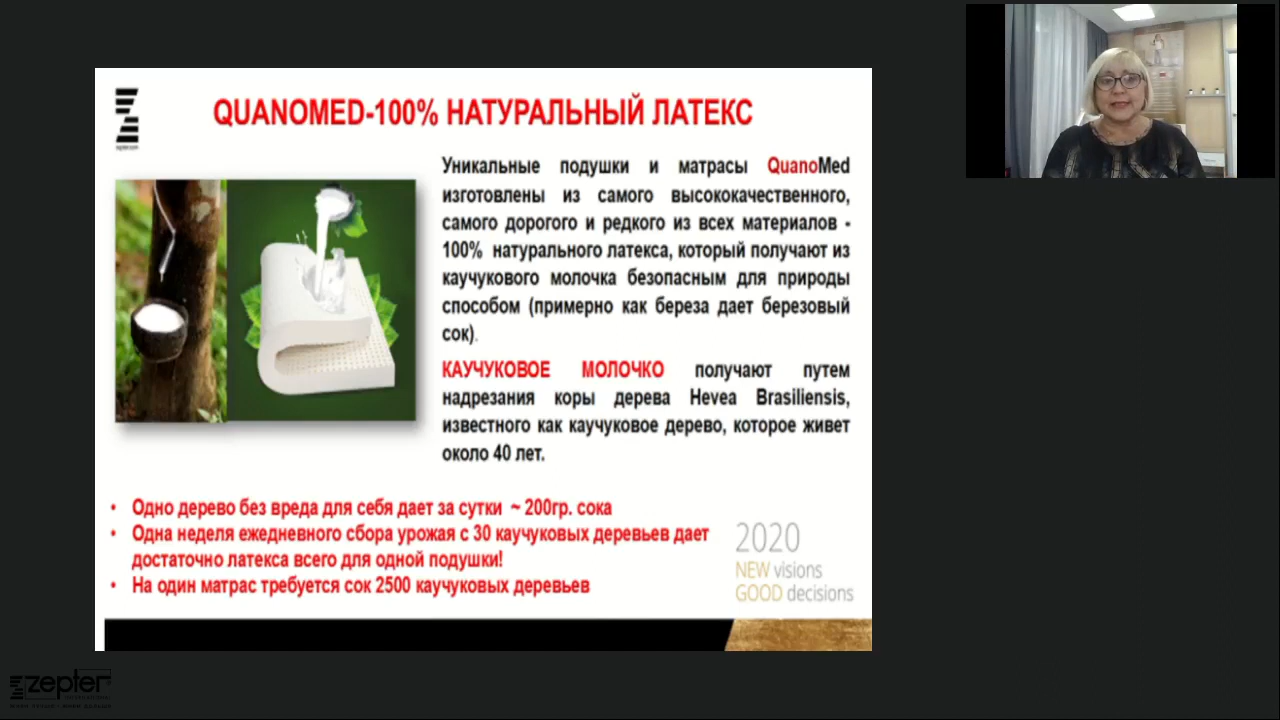 QUANOMED-100% НАТУРАЛЬНЫЙ ЛАТЕКС
Уникальные подушки и матрасы QuanoMed
изготовлены из самого высококачественного,
самого дорогого и редкого из всех материалов -
100% натурального латекса, который получают из
каучукового молочка безопасным для природы
способом (примерно как береза дает березовый
сок).
КАУЧУКОВОЕ МОЛОЧКО получают путем
надрезания коры дерева Hevea Brasiliensis,
известного как каучуковое дерево, которое живет
около 40 лет.
• Одно дерево без вреда для себя дает за сутки ~ 200гр. сока
• Одна неделя ежедневного сбора урожая с 30 каучуковых деревьев дает
достаточно латекса всего для одной подушки!
• На один матрас требуется сок 2500 каучуковых деревьев
2020
NEW visions
GOOD decisions
zepter